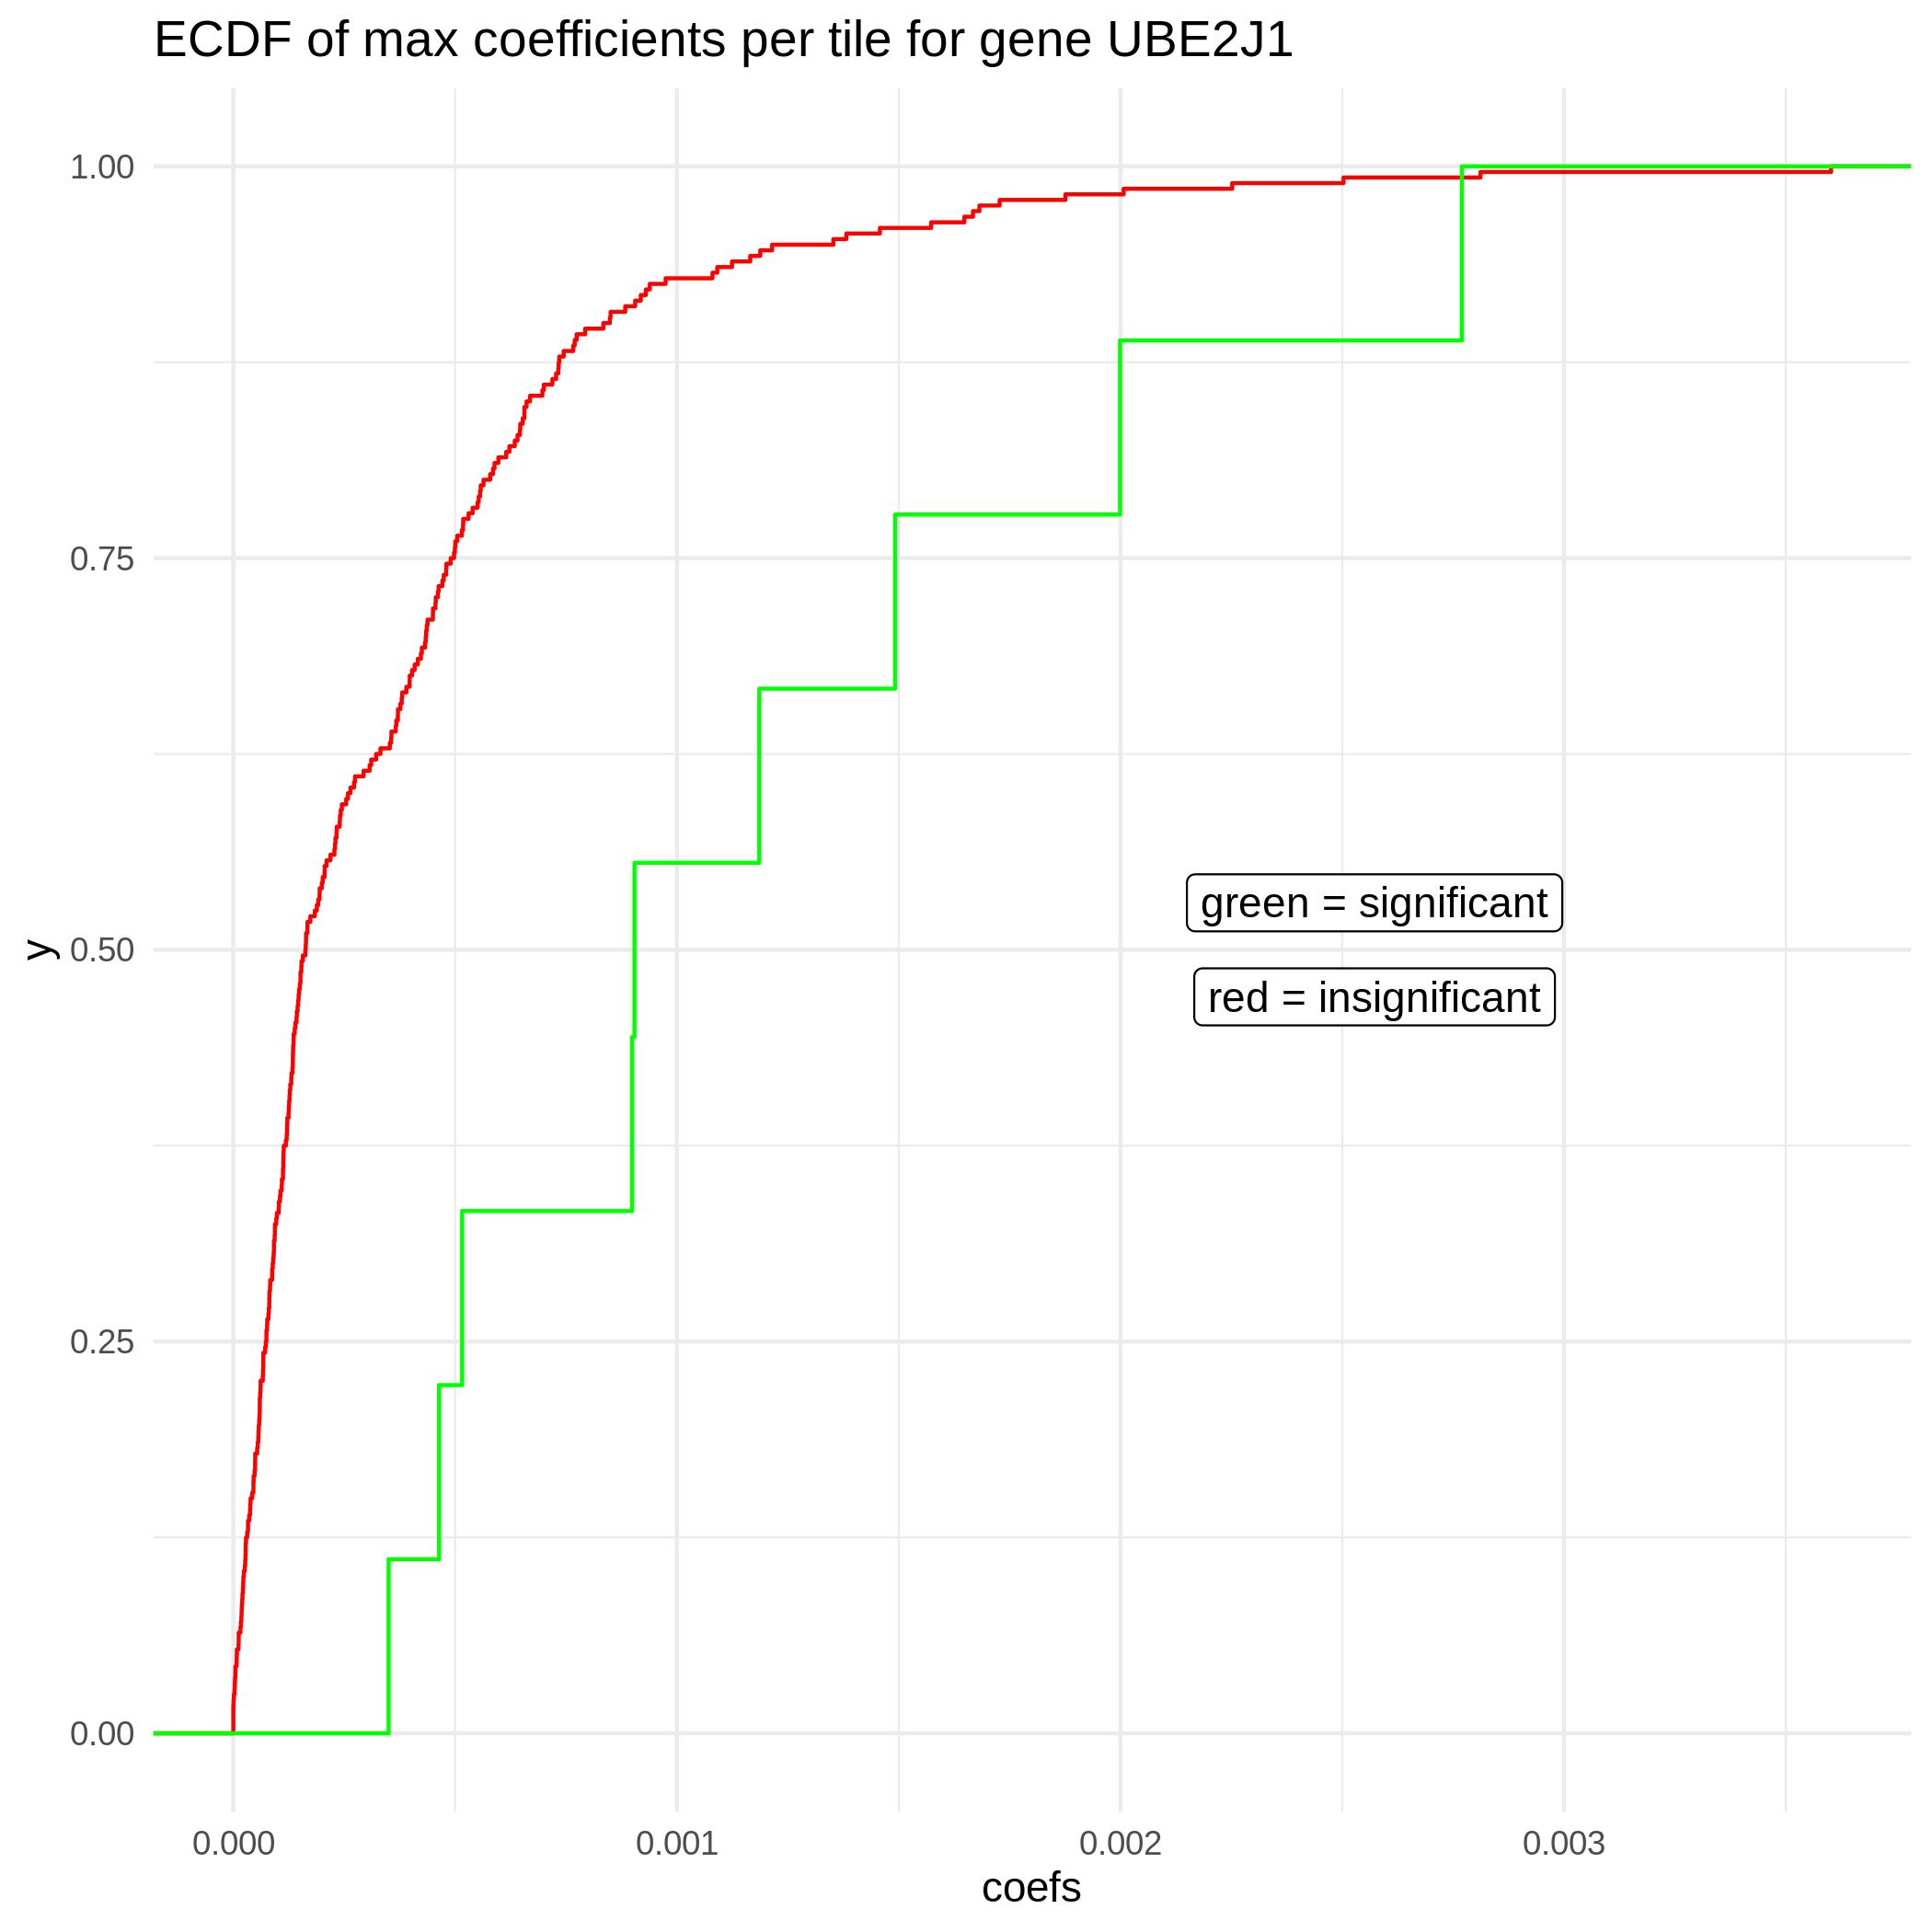 ECDF of max coefficients per tile for gene UBE2J1
1.00
0.75
0.50
0.25
0.00
y
green = significant
red = insignificant
0.000 0.001 0.002 0.003
coefs